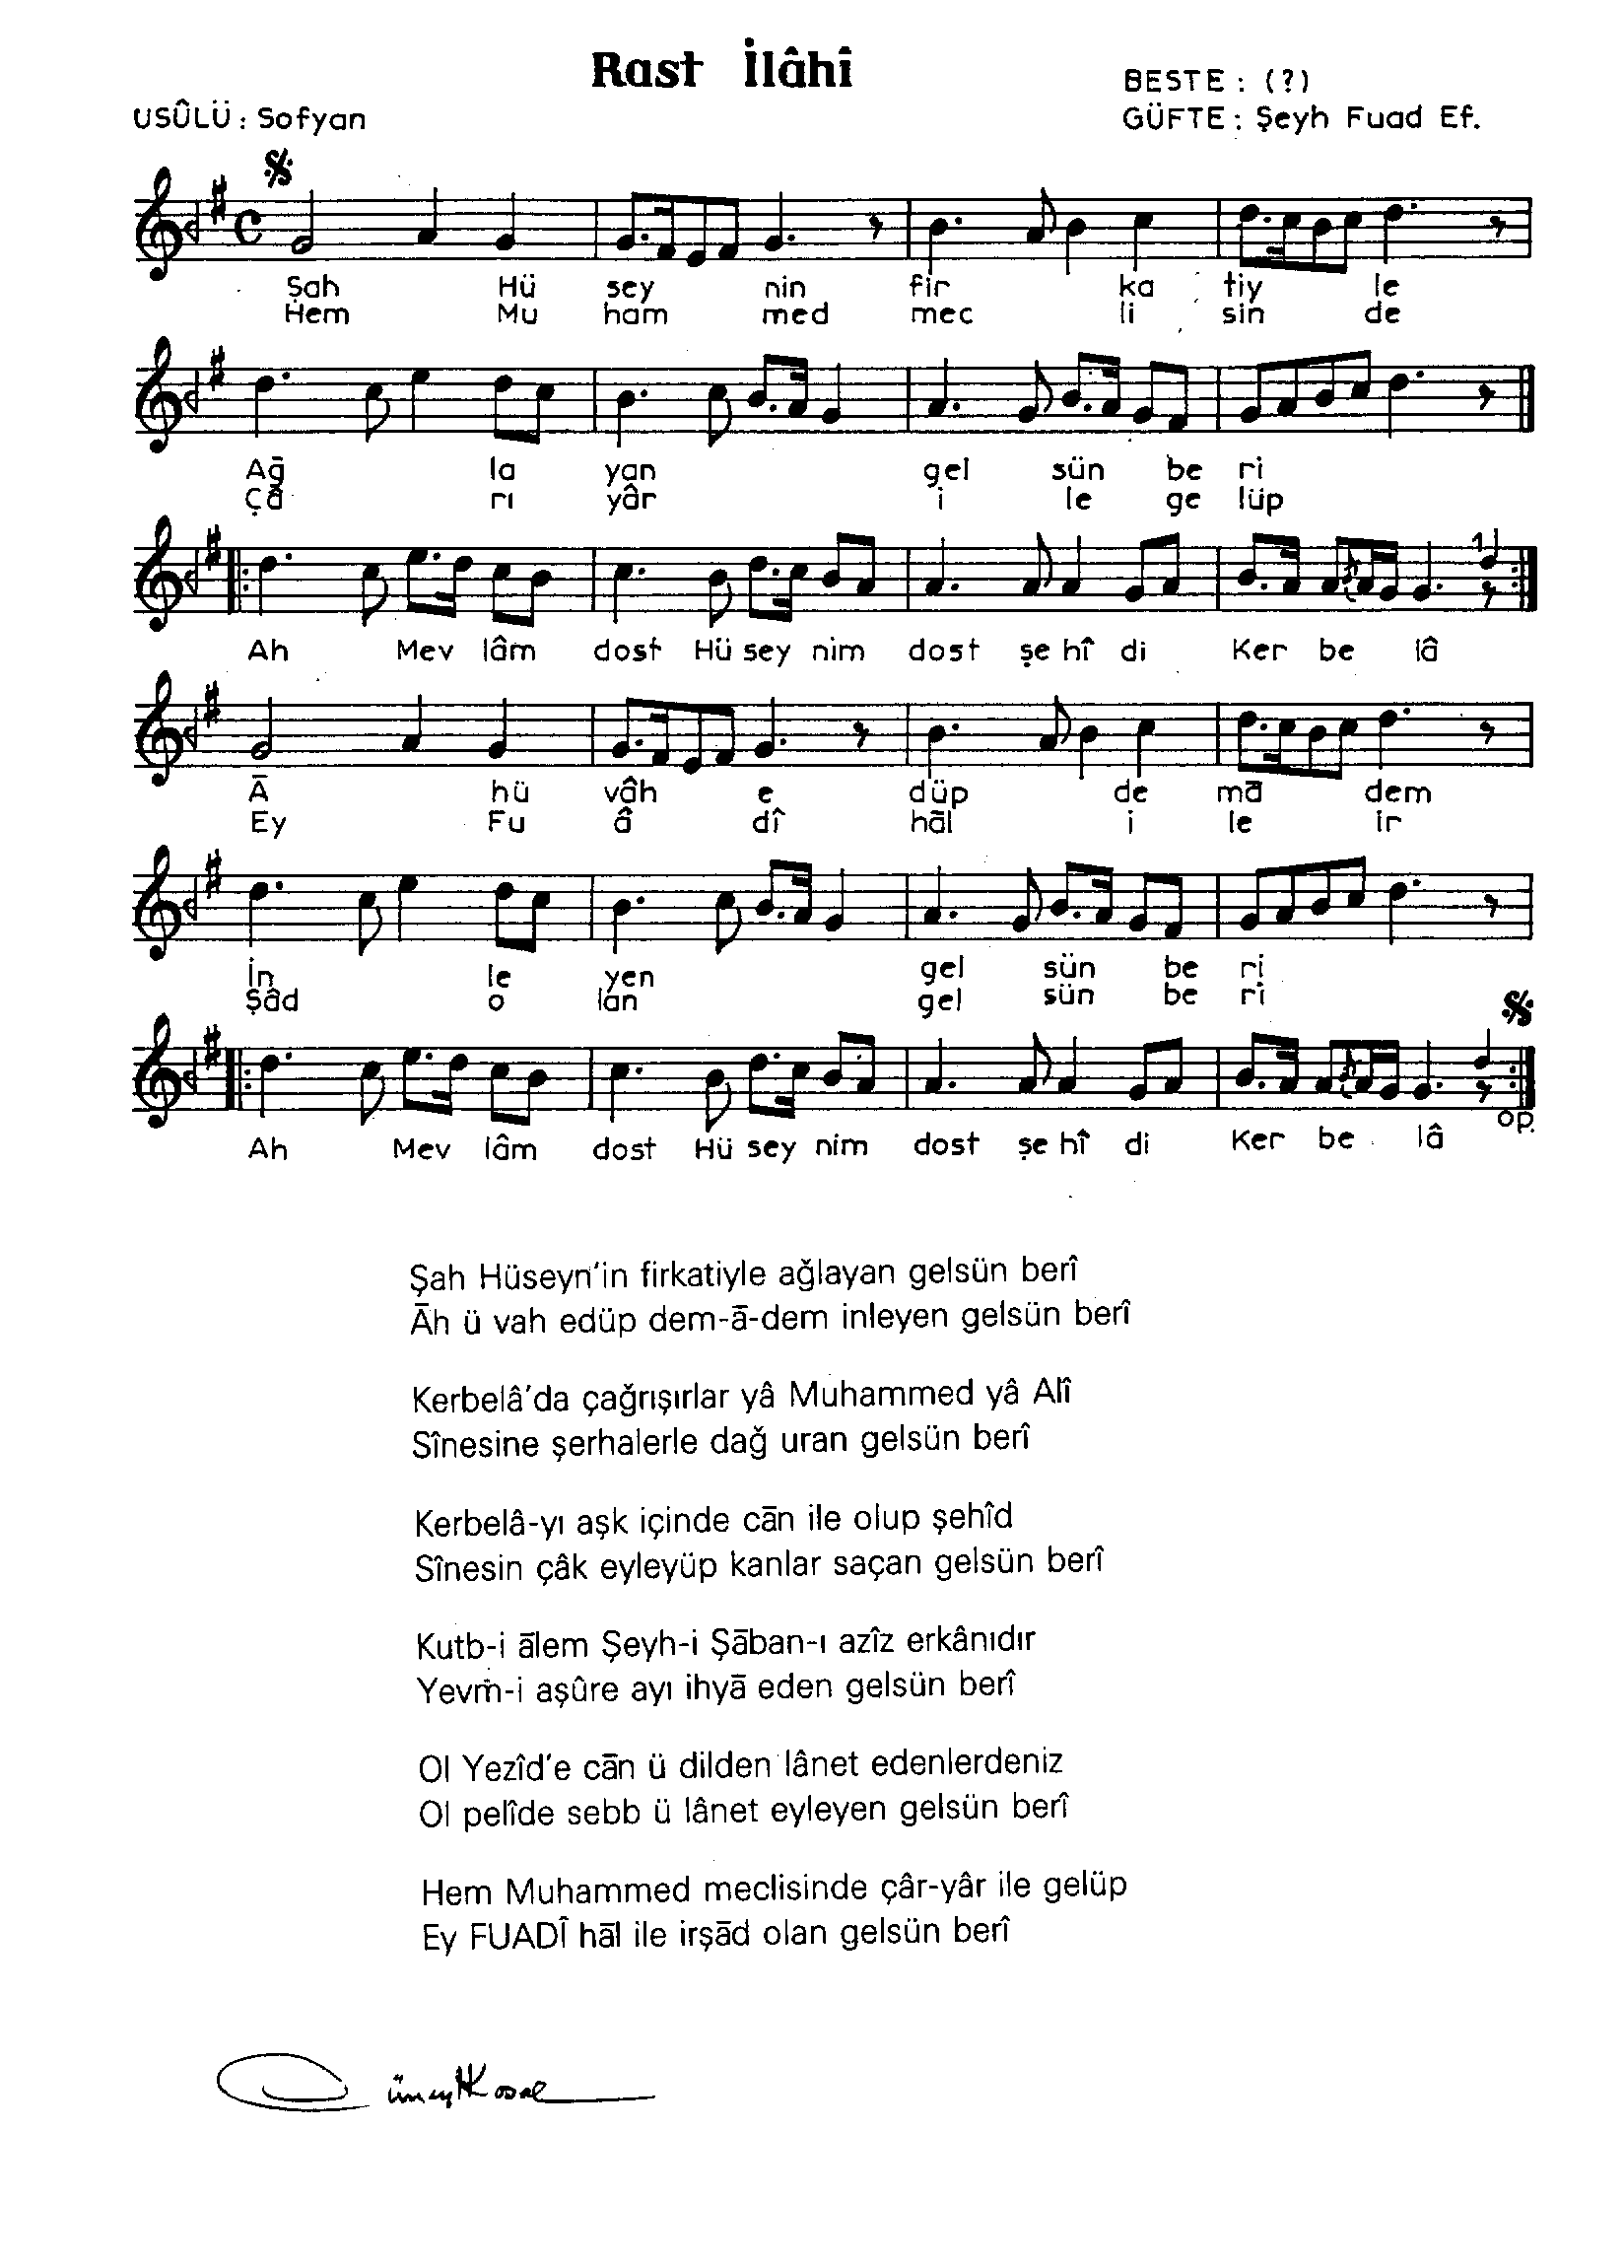 Rast İlâhî
BESTE : (?)
USÛLÜ : Sofyan
GÜFTE : Şeyh Fuad Ef.
Şah Hü sey nin fir ka tiy le
Hem Mu ham med mec li sin de
Ağ la yan gel sün be ri
Çâ rı yâr i le ge lüp
1
Ah Mev lâm dost Hü sey nim dost şe hî di Ker be lâ
Ā hü vâh e düp de mā dem
Ey Fu â dî hāl i le ir
İn le yen gel sün be ri
Şâd o lan gel sün be ri
op.
Ah Mev lâm dost Hü sey nim dost şe hî di Ker be lâ
Şah Hüseyn'in firkatiyle ağlayan gelsün berî
Āh ü vah edüp dem-ā-dem inleyen gelsün berî
Kerbelâ'da çağrışırlar yâ Muhammed yâ Alî
Sînesine şerhalerle dağ uran gelsün berî
Kerbelâ-yı aşk içinde cān ile olup şehîd
Sînesin çâk eyleyüp kanlar saçan gelsün berî
Kutb-i ālem Şeyh-i Şāban-ı azîz erkânıdır
Yevm-i aşûre ayı ihyā eden gelsün berî
Ol Yezîd'e cān ü dilden lânet edenlerdeniz
Ol pelîde sebb ü lânet eyleyen gelsün berî
Hem Muhammed meclisinde çâr-yâr ile gelüp
Ey FUADÎ hāl ile irşād olan gelsün berî
Cüneyt Kosal